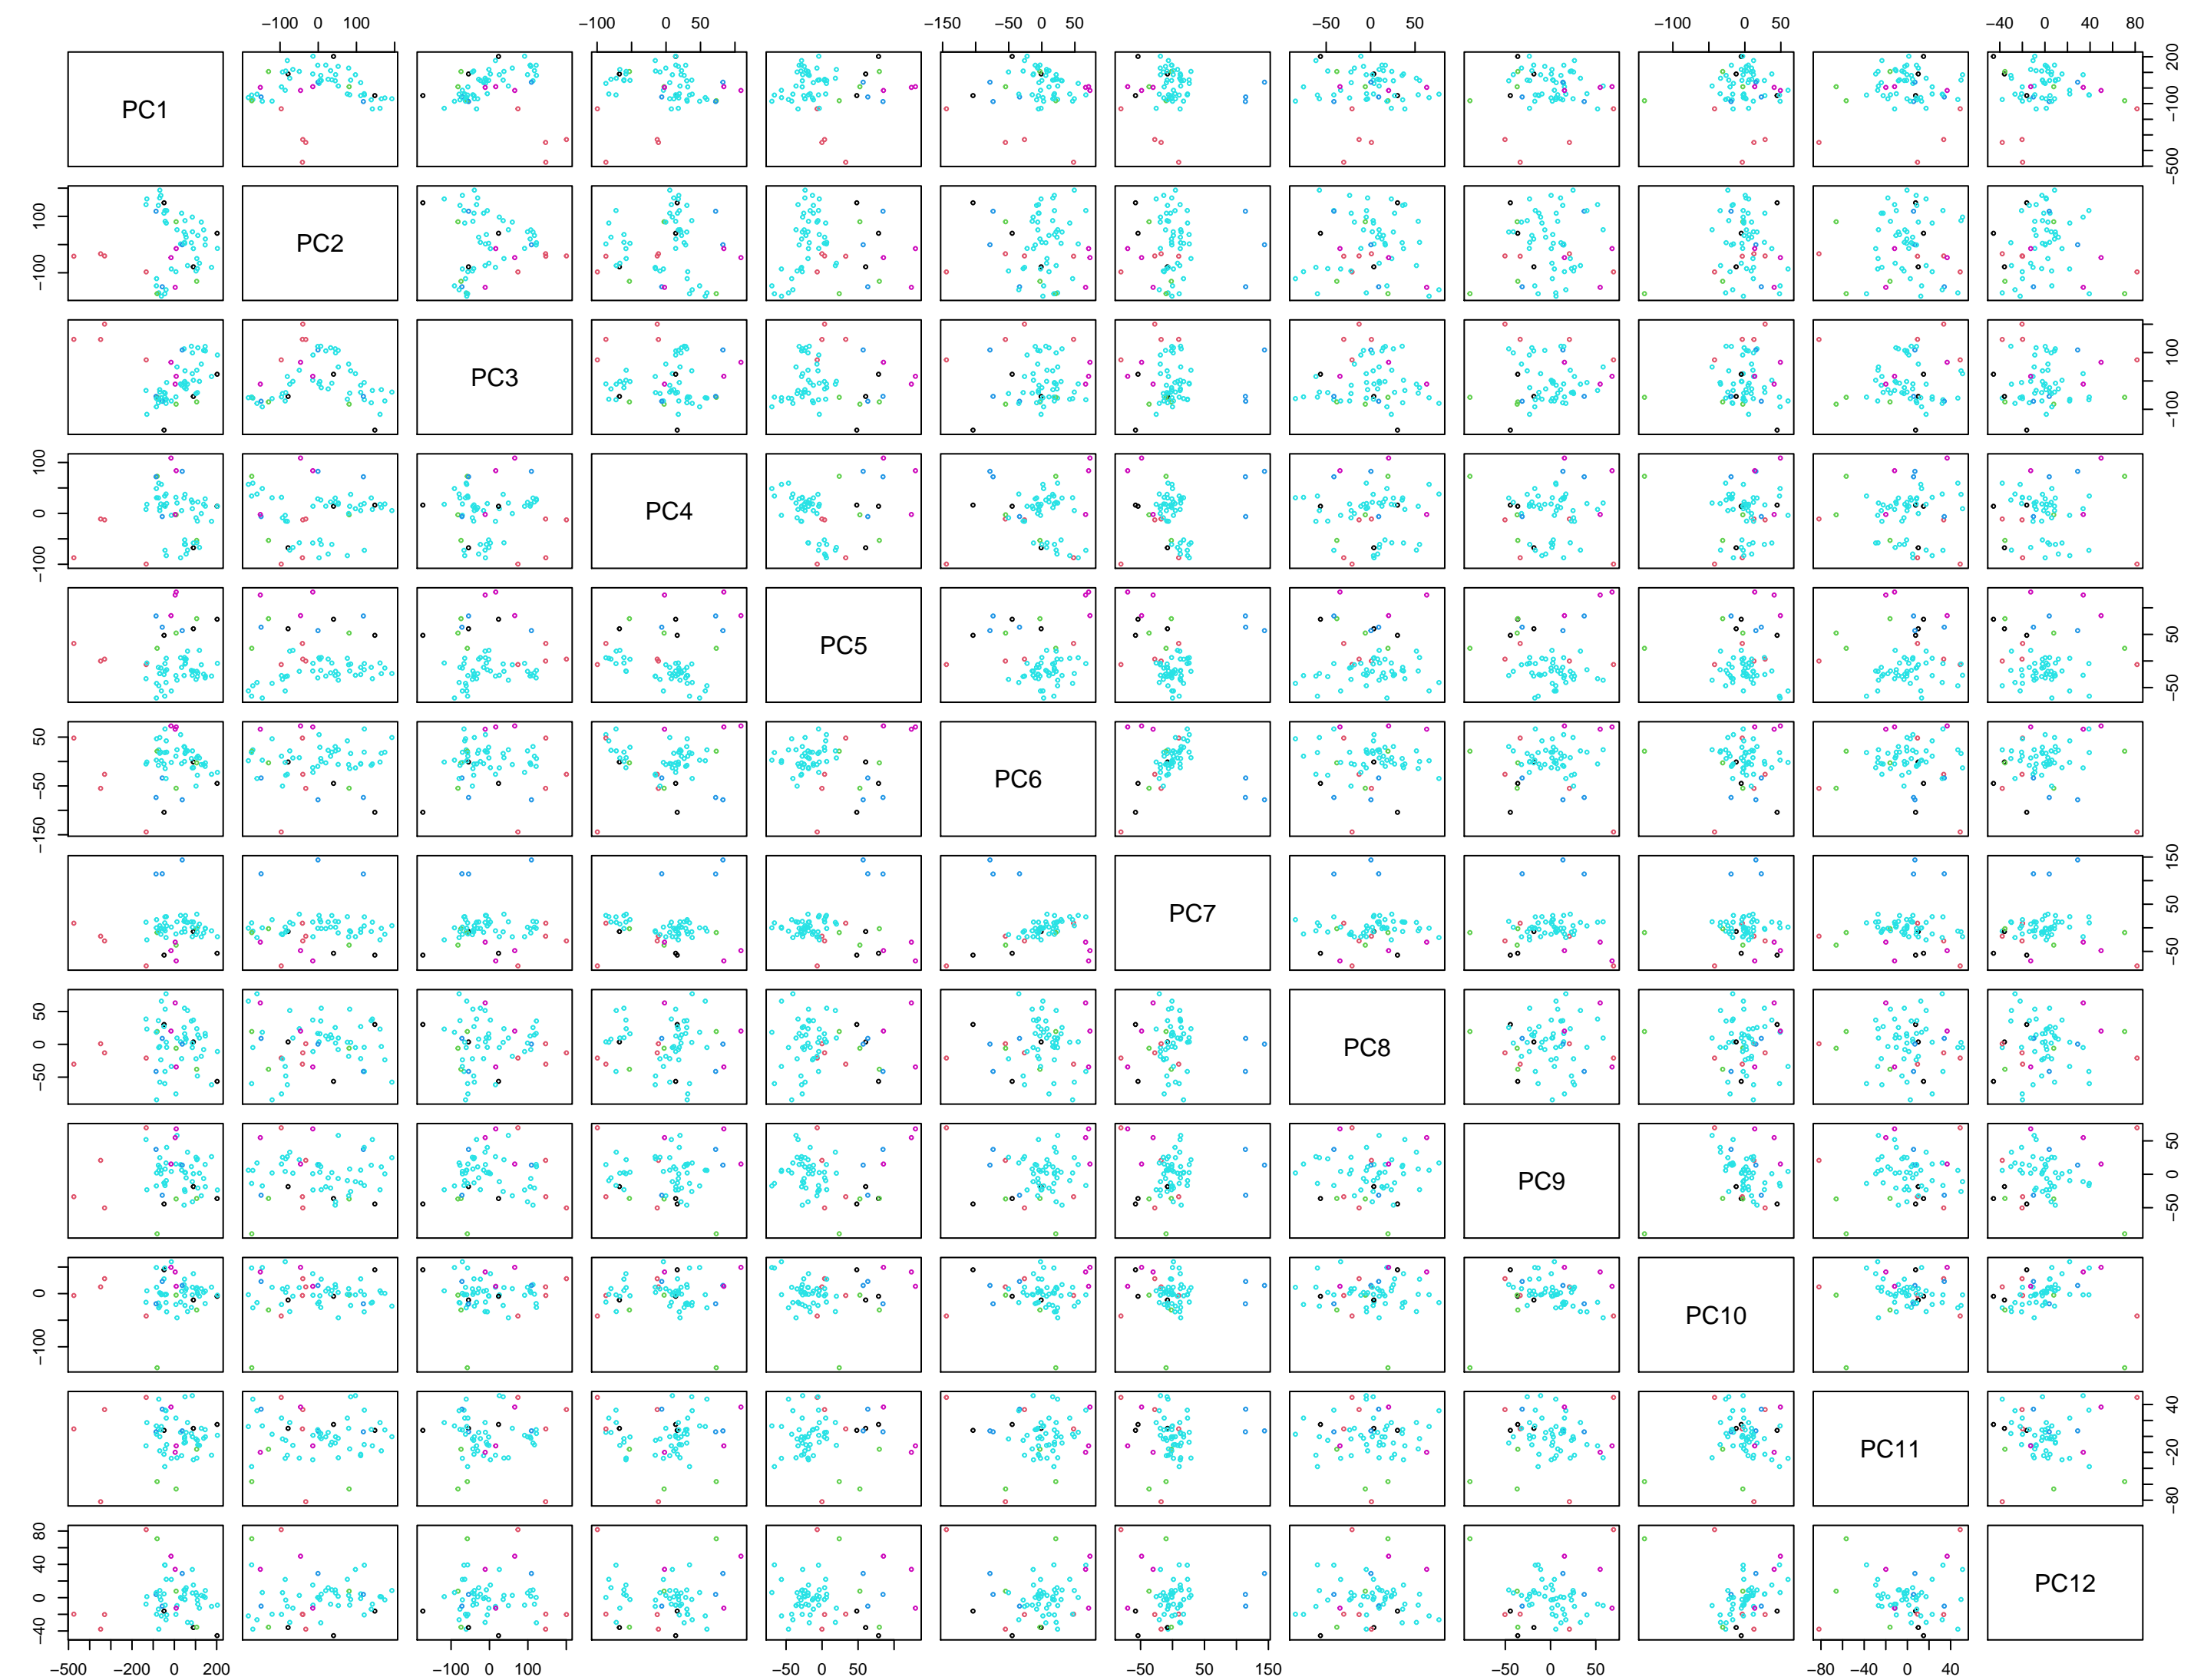 −100 0 100 −100 0 50 −150 −50 0 50 −50 0 50 −100 0 50 −40 0 40 80
PC1 −500 −100 200
−100 100 PC2
PC3 −100 100
−100 0 100 PC4
PC5 −50 50
−150 −50 50 PC6
PC7 −50 50 150
−50 0 50 PC8
PC9 −50 0 50
−100 0 PC10
PC11 −80 −20 40
−40 0 40 80 PC12
−500 −200 0 200 −100 0 100 −50 0 50 −50 50 150 −50 0 50 −80 −40 0 40